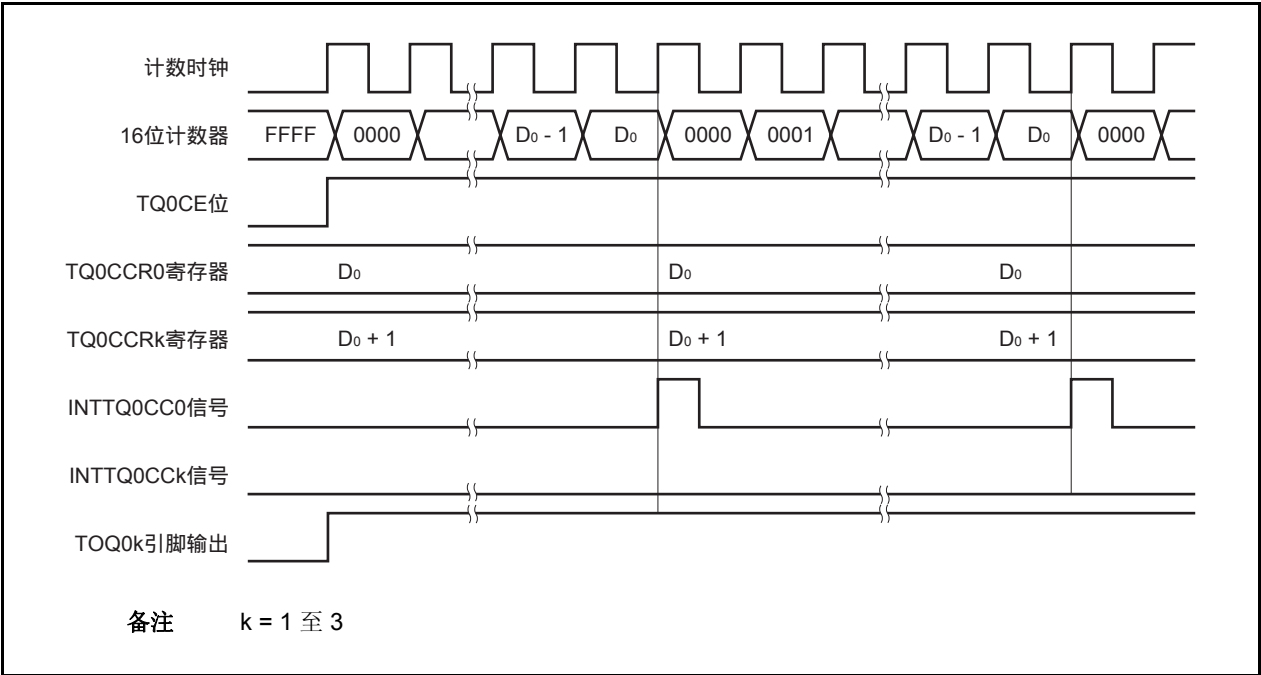 计数时钟
16位计数器 FFFF 0000 D₀ - 1 D₀ 0000 0001 D₀ - 1 D₀ 0000
TQ0CE位
TQ0CCR0寄存器 D₀ D₀ D₀
TQ0CCRk寄存器 D₀ + 1 D₀ + 1 D₀ + 1
INTTQ0CC0信号
INTTQ0CCk信号
TOQ0k引脚输出
备注 k = 1 至 3